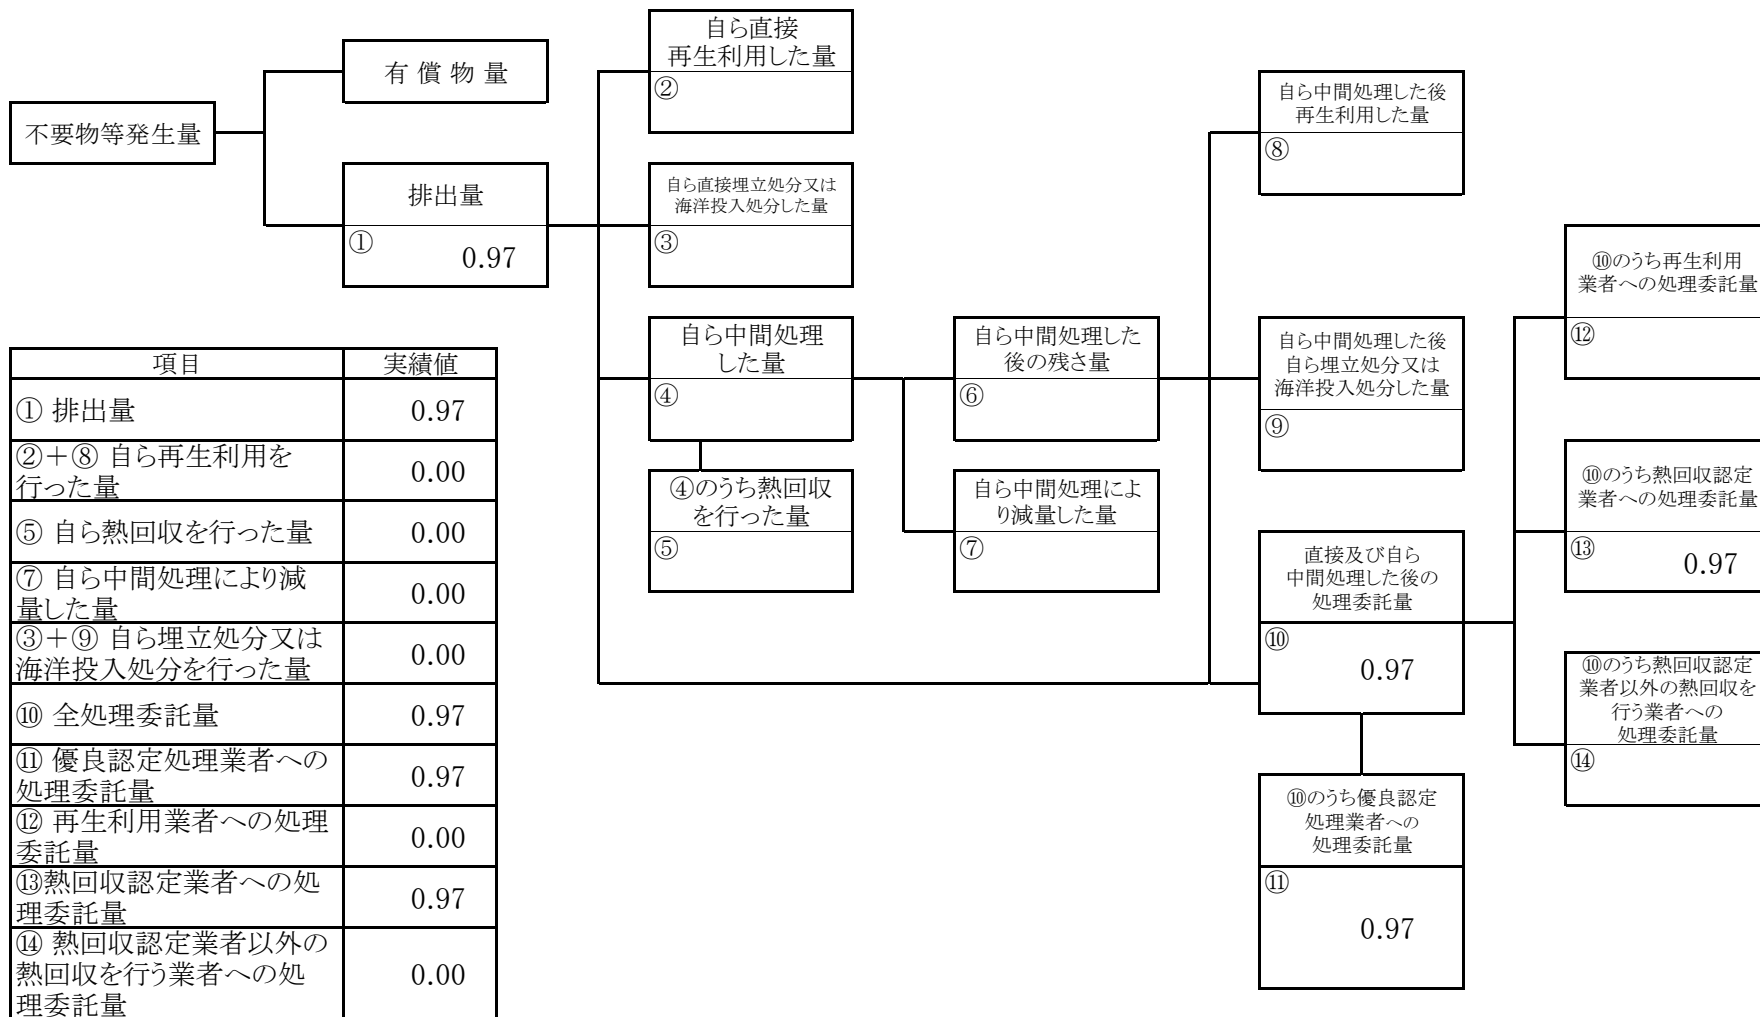 不要物等発生量
有償物量
排出量
①
0.97
自ら直接
再生利用した量
②
自ら直接埋立処分又は
海洋投入処分した量
③
自ら中間処理
した量
④
④のうち熱回収
を行った量
⑤
自ら中間処理した
後の残さ量
⑥
自ら中間処理によ
り減量した量
⑦
自ら中間処理した後
再生利用した量
⑧
自ら中間処理した後
自ら埋立処分又は
海洋投入処分した量
⑨
直接及び自ら
中間処理した後の
処理委託量
⑩
0.97
⑩のうち優良認定
処理業者への
処理委託量
⑪
0.97
⑩のうち再生利用
業者への処理委託量
⑫
⑩のうち熱回収認定
業者への処理委託量
⑬
0.97
⑩のうち熱回収認定
業者以外の熱回収を
行う業者への
処理委託量
⑭
項目 実績値
① 排出量 0.97
②＋⑧ 自ら再生利用を
行った量 0.00
⑤ 自ら熱回収を行った量 0.00
⑦ 自ら中間処理により減
量した量 0.00
③＋⑨ 自ら埋立処分又は
海洋投入処分を行った量 0.00
⑩ 全処理委託量 0.97
⑪ 優良認定処理業者への
処理委託量 0.97
⑫ 再生利用業者への処理
委託量 0.00
⑬熱回収認定業者への処
理委託量 0.97
⑭ 熱回収認定業者以外の
熱回収を行う業者への処
理委託量 0.00